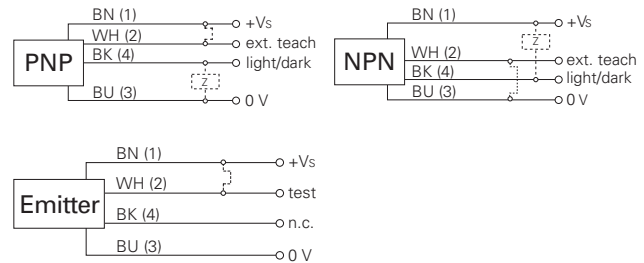 PNP
BN (1) +Vs
WH (2) ext. teach
BK (4) light/dark
Z
BU (3) 0 V
NPN
BN (1) +Vs
Z
WH (2) ext. teach
BK (4) light/dark
BU (3) 0 V
Emitter
BN (1) +Vs
WH (2) test
BK (4) n.c.
BU (3) 0 V